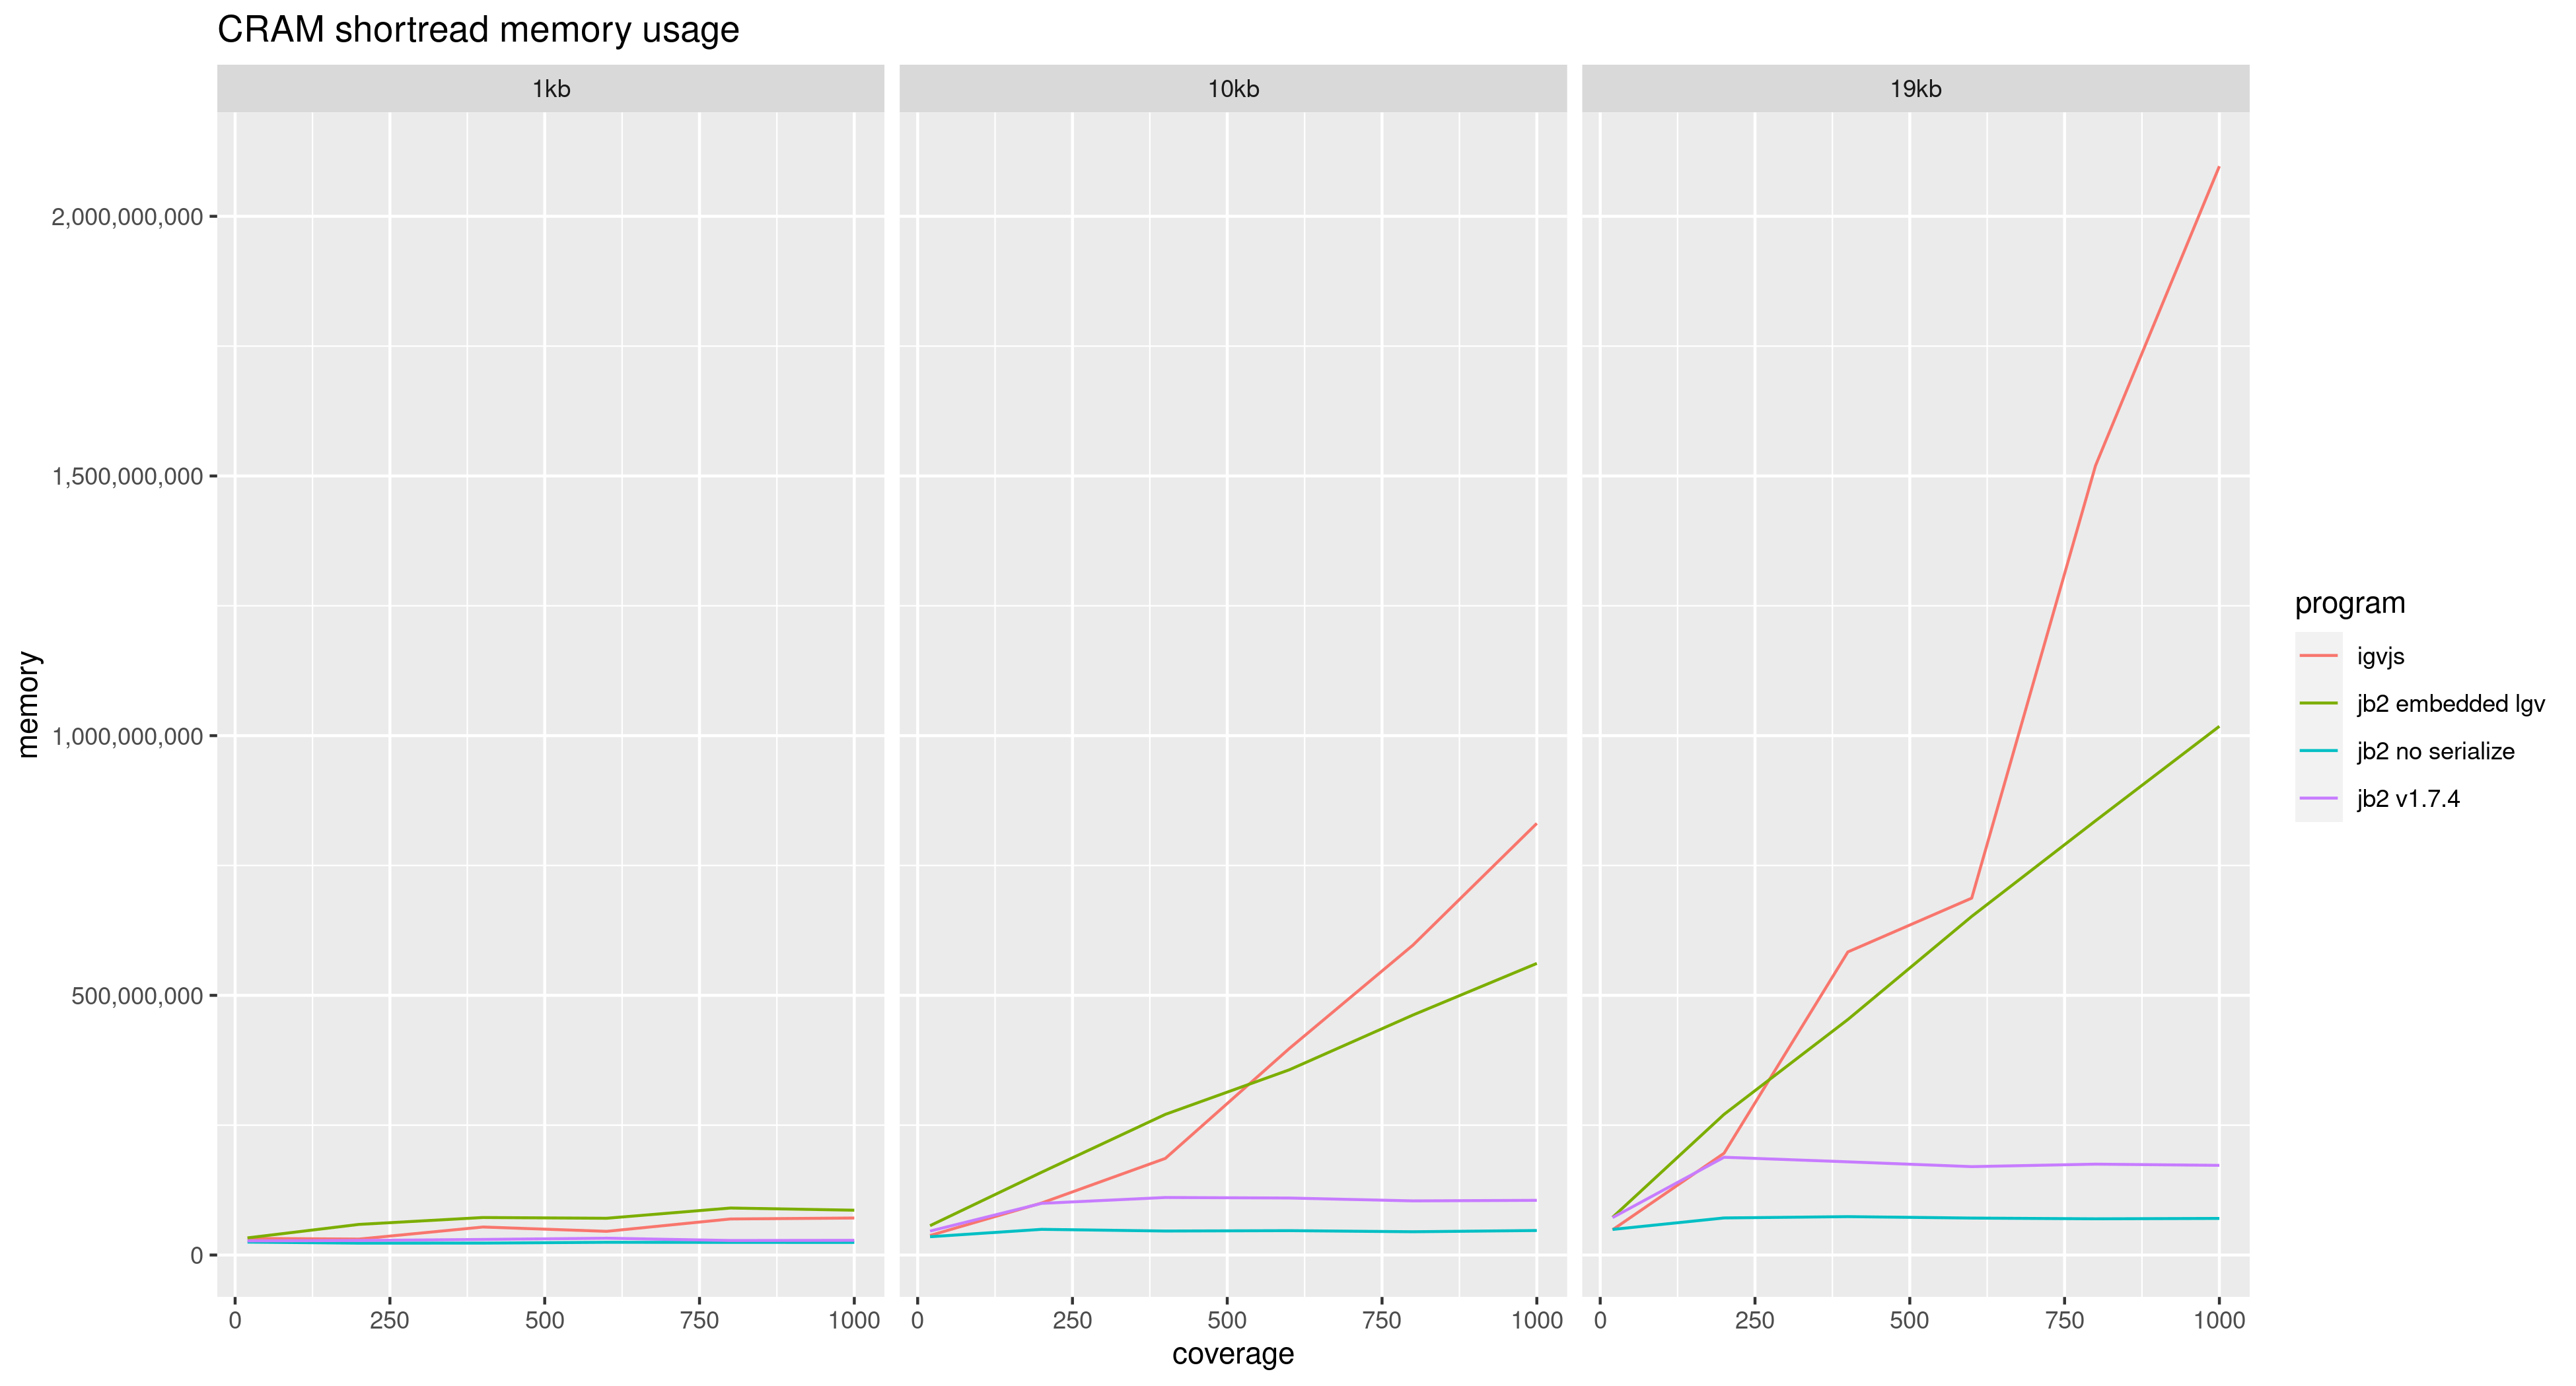 CRAM shortread memory usage
1kb
10kb
19kb
memory
2,000,000,000
1,500,000,000
1,000,000,000
500,000,000
0
0 250 500 750 1000
0 250 500 750 1000
0 250 500 750 1000
coverage
program
igvjs
jb2 embedded lgv
jb2 no serialize
jb2 v1.7.4